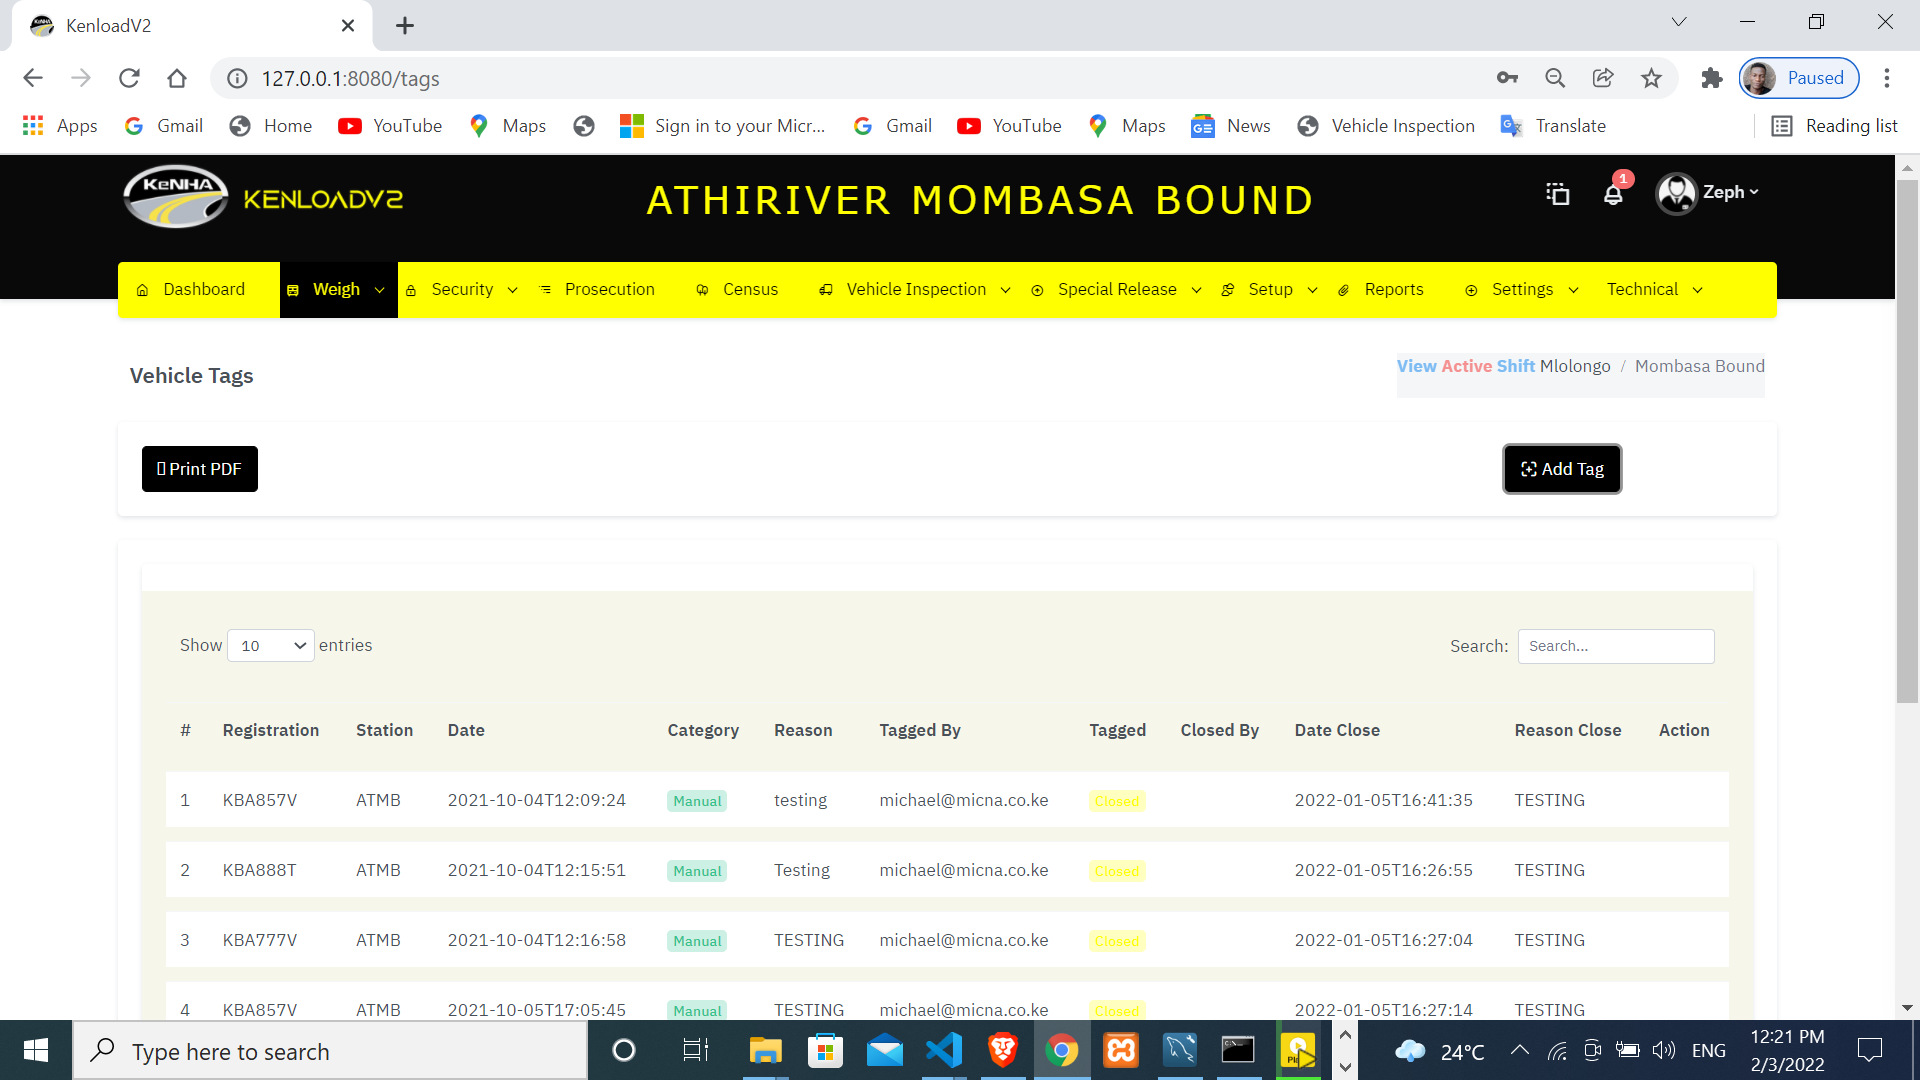 KenloadV2
127.0.0.1:8080/tags
Paused
Apps Gmail Home YouTube Maps Sign in to your Micr... Gmail YouTube Maps News Vehicle Inspection Translate Reading list
KeNHA KENLOADV2 ATHIRIVER MOMBASA BOUND 1 Zeph
Dashboard Weigh Security Prosecution Census Vehicle Inspection Special Release Setup Reports Settings Technical
Vehicle Tags View Active Shift Mlolongo / Mombasa Bound
Print PDF Add Tag
Show 10 entries Search: Search...
# Registration Station Date Category Reason Tagged By Tagged Closed By Date Close Reason Close Action
1 KBA857V ATMB 2021-10-04T12:09:24 Manual testing michael@micna.co.ke Closed 2022-01-05T16:41:35 TESTING
2 KBA888T ATMB 2021-10-04T12:15:51 Manual Testing michael@micna.co.ke Closed 2022-01-05T16:26:55 TESTING
3 KBA777V ATMB 2021-10-04T12:16:58 Manual TESTING michael@micna.co.ke Closed 2022-01-05T16:27:04 TESTING
4 KBA857V ATMB 2021-10-05T17:05:45 Manual TESTING michael@micna.co.ke Closed 2022-01-05T16:27:14 TESTING
Type here to search 24°C ENG 12:21 PM
2/3/2022